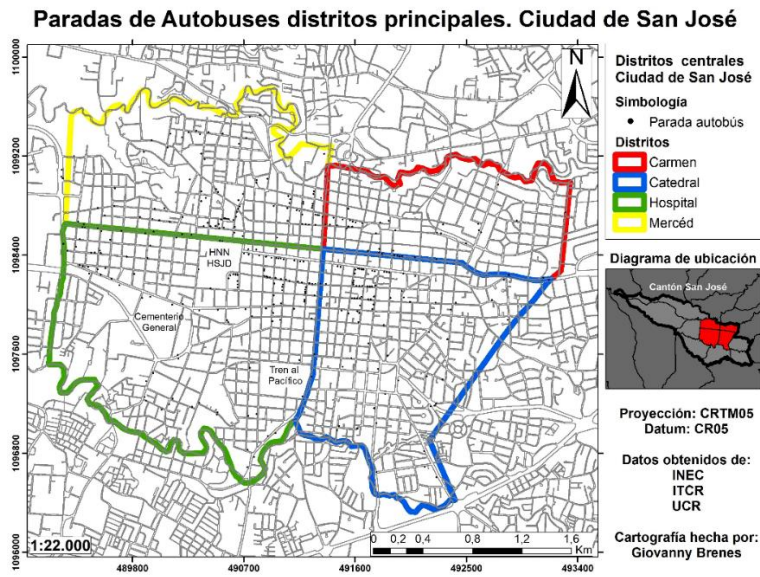 Paradas de Autobuses distritos principales. Ciudad de San José
N
HNN
HSJD
Cementerio
General
Tren al
Pacífico
1:22.000
0 0,2 0,4 0,8 1,2 1,6
Km
1100000
1099200
1098400
1097600
1096800
1096000
489800 490700 491600 492500 493400
Distritos centrales
Ciudad de San José
Simbología
Parada autobús
Distritos
Carmen
Catedral
Hospital
Mercéd
Diagrama de ubicación
Cantón San José
Proyección: CRTM05
Datum: CR05
Datos obtenidos de:
INEC
ITCR
UCR
Cartografía hecha por:
Giovanny Brenes